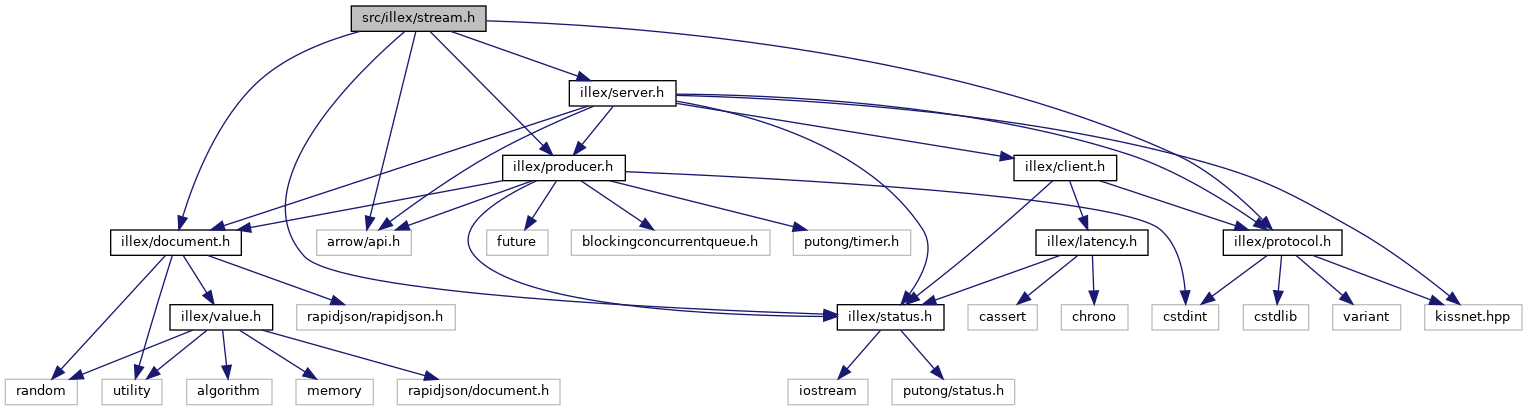 src/illex/stream.h
illex/server.h
illex/producer.h
illex/client.h
illex/document.h
arrow/api.h
future
blockingconcurrentqueue.h
putong/timer.h
illex/latency.h
illex/protocol.h
illex/value.h
rapidjson/rapidjson.h
illex/status.h
cassert
chrono
cstdint
cstdlib
variant
kissnet.hpp
random
utility
algorithm
memory
rapidjson/document.h
iostream
putong/status.h